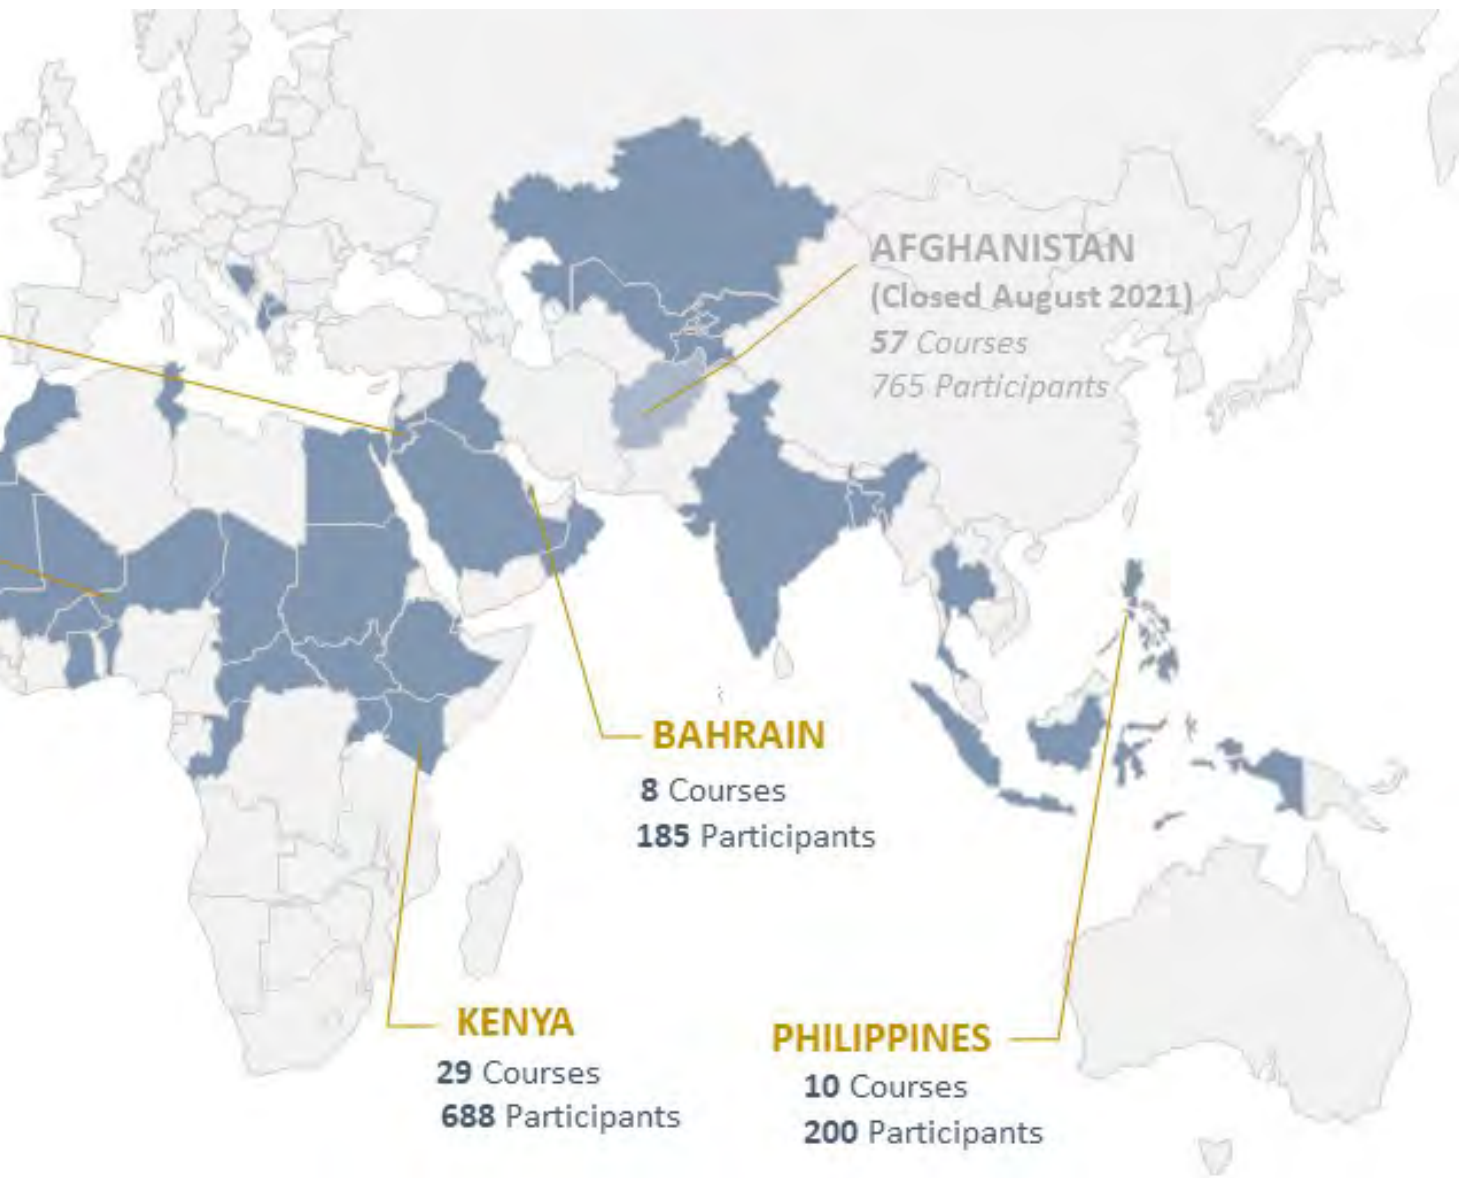 AFGHANISTAN
(Closed August 2021)
57 Courses
765 Participants
BAHRAIN
8 Courses
185 Participants
KENYA
29 Courses
688 Participants
PHILIPPINES
10 Courses
200 Participants